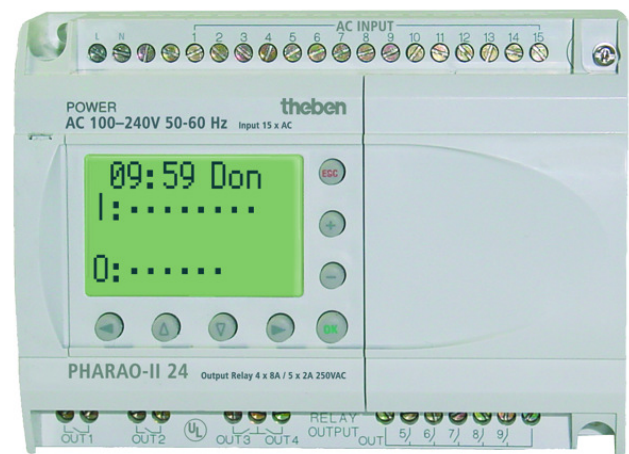 AC INPUT
L N 1 2 3 4 5 6 7 8 9 10 11 12 13 14 15
POWER
theben
AC 100–240V 50-60 Hz Input 15 x AC
09:59 Don
I:........
O:......
ESC
+
−
OK
PHARAO-II 24 Output Relay 4 x 8A / 5 x 2A 250VAC
OUT1 OUT2 UL OUT3 OUT4 RELAY
OUTPUT OUT 5 6 7 8 9